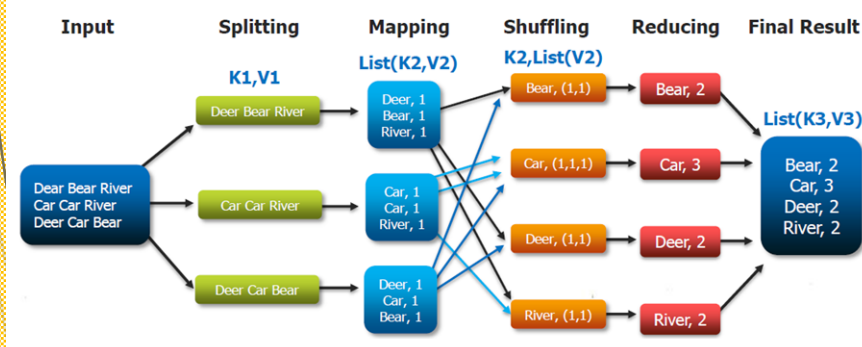 Input
Splitting
Mapping
Shuffling
Reducing
Final Result
K1,V1
List(K2,V2)
K2,List(V2)
List(K3,V3)
Dear Bear River
Car Car River
Deer Car Bear
Deer Bear River
Car Car River
Deer Car Bear
Deer, 1
Bear, 1
River, 1
Car, 1
Car, 1
River, 1
Deer, 1
Car, 1
Bear, 1
Bear, (1,1)
Car, (1,1,1)
Deer, (1,1)
River, (1,1)
Bear, 2
Car, 3
Deer, 2
River, 2
Bear, 2
Car, 3
Deer, 2
River, 2